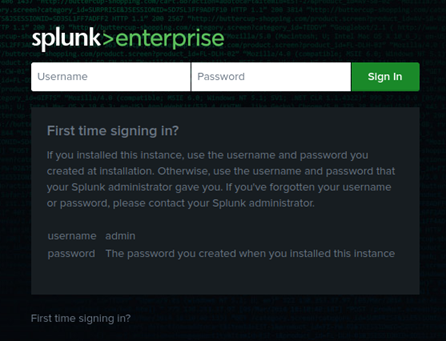 splunk>enterprise
Username Password Sign In
First time signing in?
If you installed this instance, use the username and password you
created at installation. Otherwise, use the username and password that
your Splunk administrator gave you. If you've forgotten your username
or password, please contact your Splunk administrator.
username admin
password The password you created when you installed this instance
First time signing in?